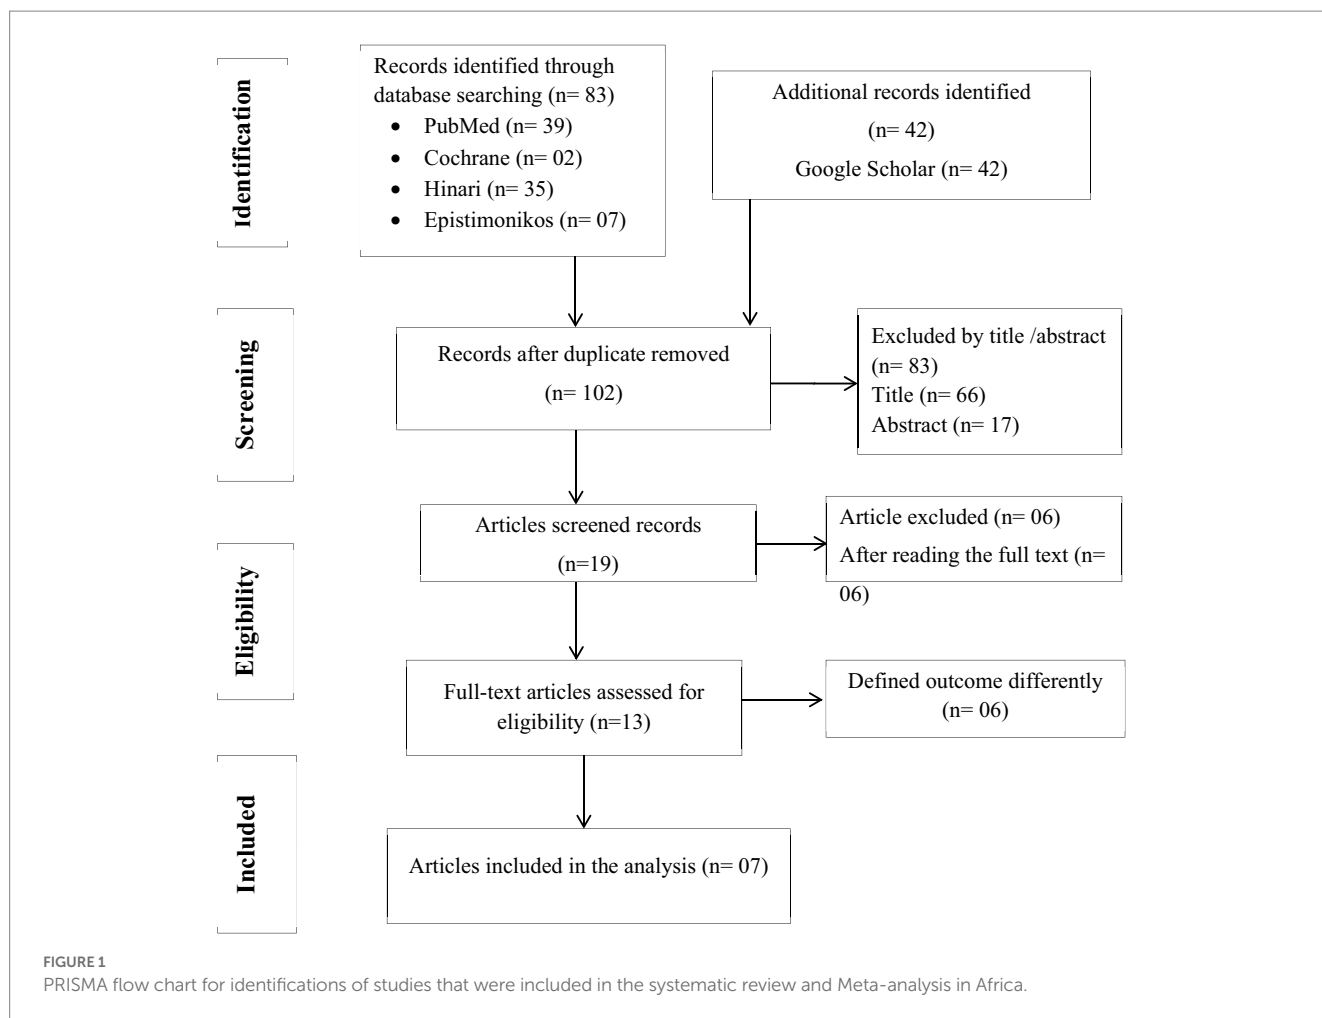 Identification
Records identified through
database searching (n= 83)
• PubMed (n= 39)
• Cochrane (n= 02)
• Hinari (n= 35)
• Epistimonikos (n= 07)
Additional records identified
(n= 42)
Google Scholar (n= 42)
Screening
Records after duplicate removed
(n= 102)
Excluded by title /abstract
(n= 83)
Title (n= 66)
Abstract (n= 17)
Articles screened records
(n=19)
Article excluded (n= 06)
After reading the full text (n=
06)
Eligibility
Full-text articles assessed for
eligibility (n=13)
Defined outcome differently
(n= 06)
Included
Articles included in the analysis (n= 07)
FIGURE 1
PRISMA flow chart for identifications of studies that were included in the systematic review and Meta-analysis in Africa.